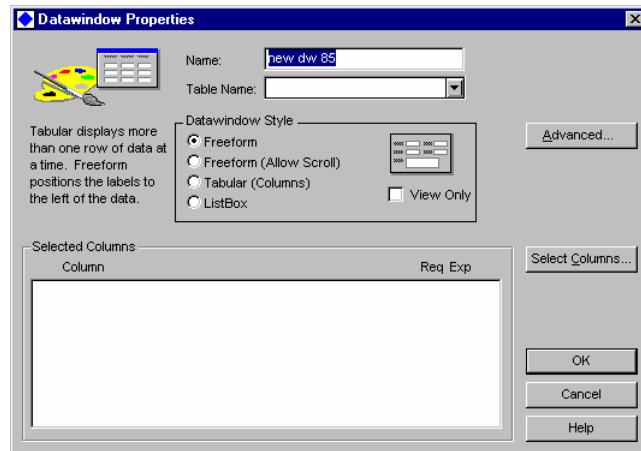 Datawindow Properties
Name: new dw 85
Table Name:
Tabular displays more
than one row of data at
a time. Freeform
positions the labels to
the left of the data.
Datawindow Style
Freeform
Freeform (Allow Scroll)
Tabular (Columns)
ListBox
View Only
Advanced...
Selected Columns
Column Req Exp
Select Columns...
OK
Cancel
Help